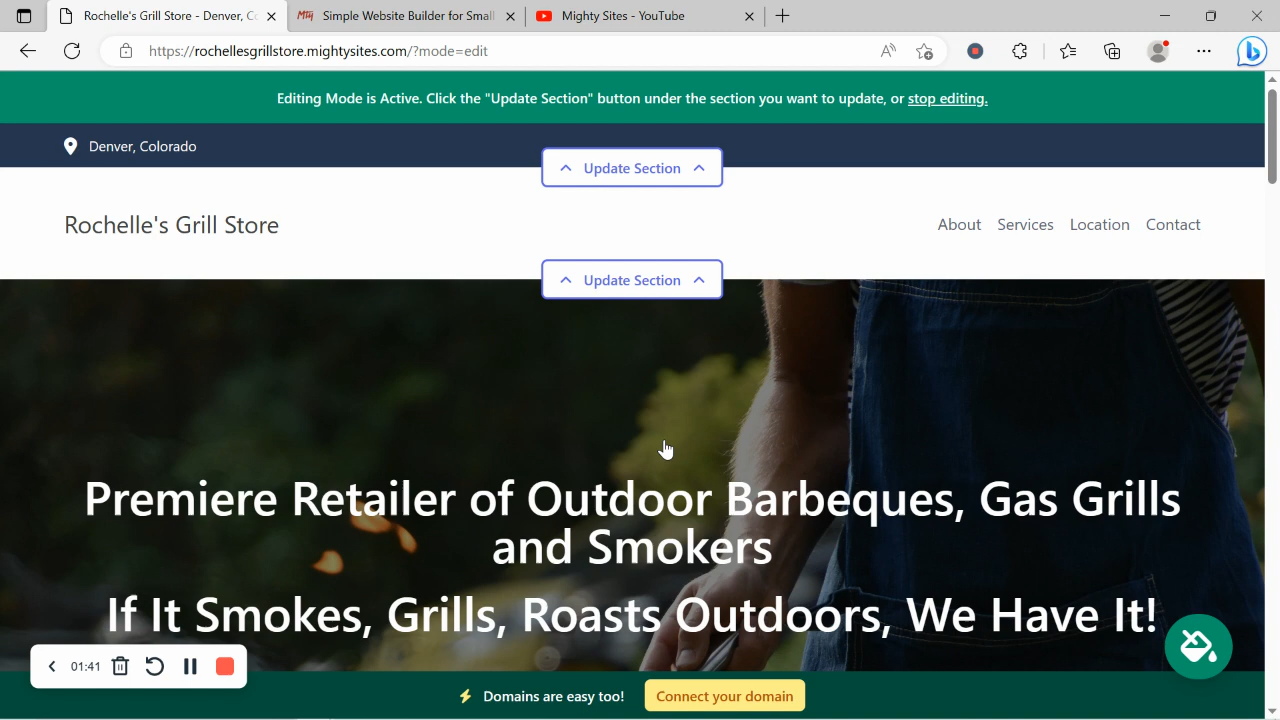 Rochelle's Grill Store - Denver, Co
Simple Website Builder for Small
Mighty Sites - YouTube
https://rochellesgrillstore.mightysites.com/?mode=edit
Editing Mode is Active. Click the "Update Section" button under the section you want to update, or stop editing.
Denver, Colorado
Update Section
Rochelle's Grill Store
About Services Location Contact
Update Section
Premiere Retailer of Outdoor Barbeques, Gas Grills
and Smokers
If It Smokes, Grills, Roasts Outdoors, We Have It!
01:41
Domains are easy too! Connect your domain